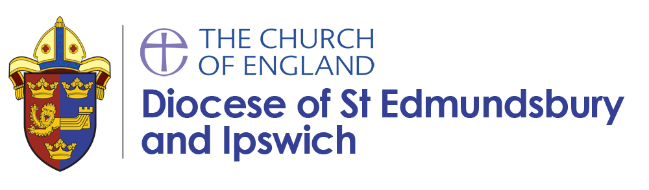 THE CHURCH
OF ENGLAND
Diocese of St Edmundsbury
and Ipswich